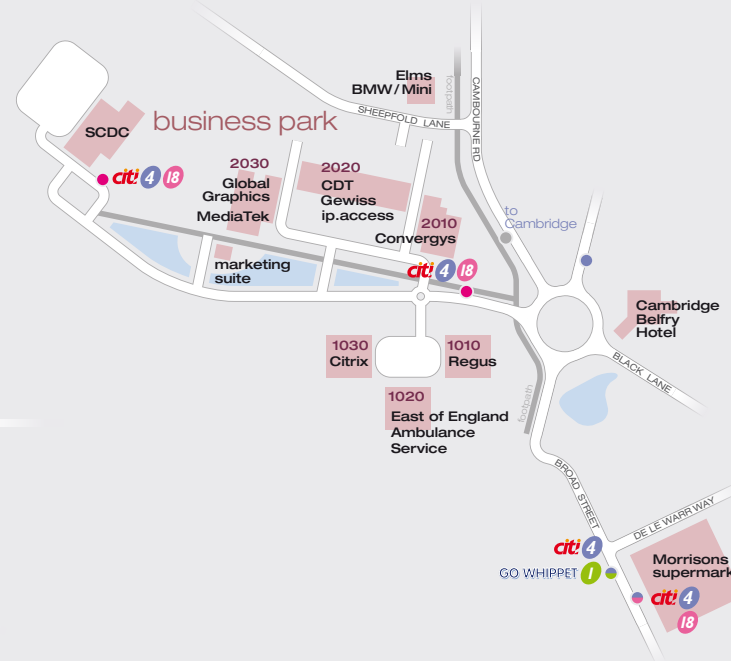 Elms
BMW/Mini
footpath
CAMBOURNE RD
SHEEPFOLD LANE
SCDC
business park
citi 4 18
2030
Global
Graphics
MediaTek
2020
CDT
Gewiss
ip.access
2010
Convergys
to
Cambridge
marketing
suite
citi 4 18
Cambridge
Belfry
Hotel
1030
Citrix
1010
Regus
BLACK LANE
1020
East of England
Ambulance
Service
footpath
BROAD STREET
DE LE WARR WAY
citi 4
GO WHIPPET 1
Morrisons
supermark
citi 4
18